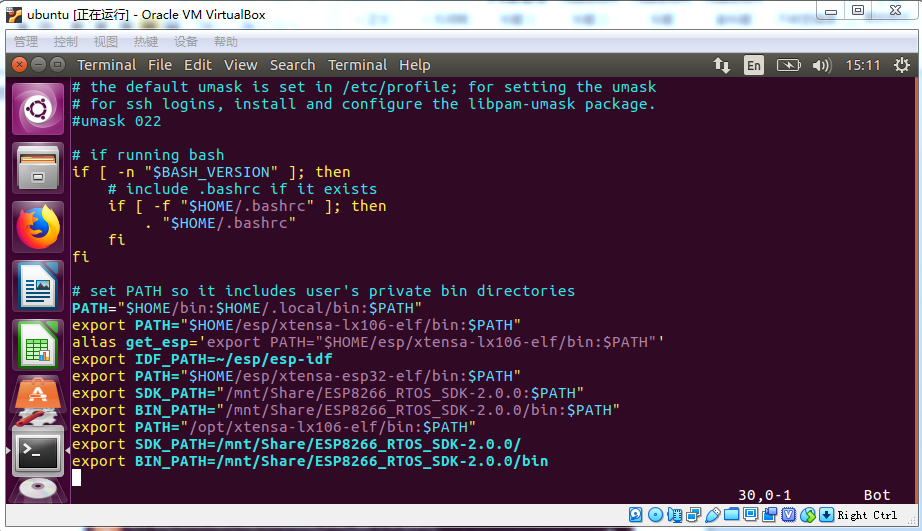 ubuntu [正在运行] - Oracle VM VirtualBox
管理 控制 视图 热键 设备 帮助
Terminal File Edit View Search Terminal Help En 15:11
# the default umask is set in /etc/profile; for setting the umask
# for ssh logins, install and configure the libpam-umask package.
#umask 022
# if running bash
if [ -n "$BASH_VERSION" ]; then
# include .bashrc if it exists
if [ -f "$HOME/.bashrc" ]; then
. "$HOME/.bashrc"
fi
fi
# set PATH so it includes user's private bin directories
PATH="$HOME/bin:$HOME/.local/bin:$PATH"
export PATH="$HOME/esp/xtensa-lx106-elf/bin:$PATH"
alias get_esp='export PATH="$HOME/esp/xtensa-lx106-elf/bin:$PATH"'
export IDF_PATH=~/esp/esp-idf
export PATH="$HOME/esp/xtensa-esp32-elf/bin:$PATH"
export SDK_PATH="/mnt/Share/ESP8266_RTOS_SDK-2.0.0:$PATH"
export BIN_PATH="/mnt/Share/ESP8266_RTOS_SDK-2.0.0/bin:$PATH"
export PATH="/opt/xtensa-lx106-elf/bin:$PATH"
export SDK_PATH=/mnt/Share/ESP8266_RTOS_SDK-2.0.0/
export BIN_PATH=/mnt/Share/ESP8266_RTOS_SDK-2.0.0/bin
30,0-1 Bot
Right Ctrl